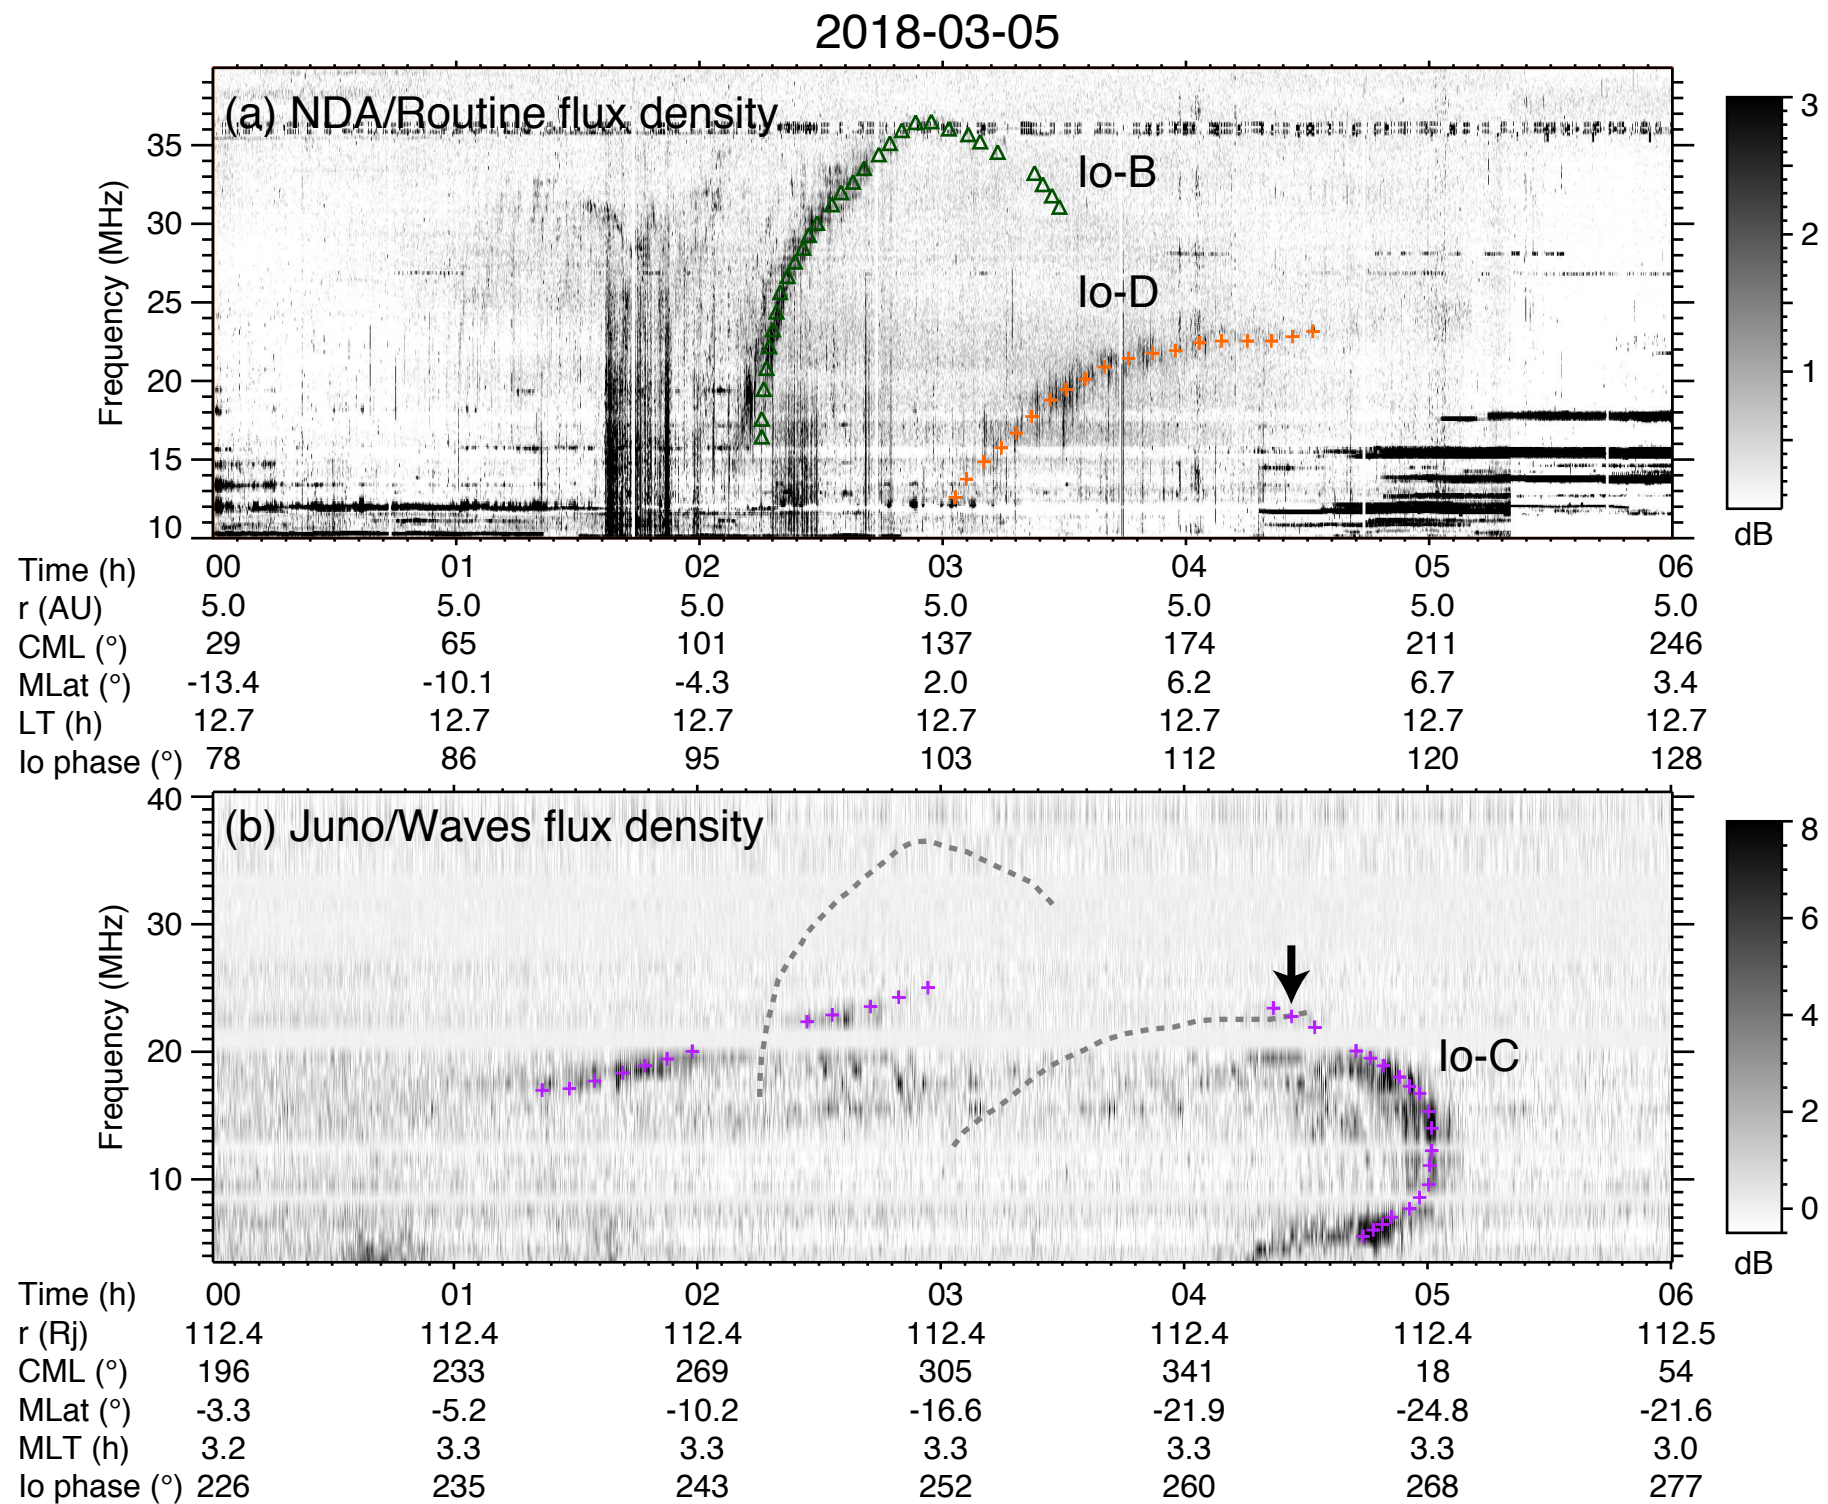 2018-03-05
(a) NDA/Routine flux density
Io-B
Io-D
Frequency (MHz)
35
30
25
20
15
10
3
2
1
dB
Time (h) 00 01 02 03 04 05 06
r (AU) 5.0 5.0 5.0 5.0 5.0 5.0 5.0
CML (°) 29 65 101 137 174 211 246
MLat (°) -13.4 -10.1 -4.3 2.0 6.2 6.7 3.4
LT (h) 12.7 12.7 12.7 12.7 12.7 12.7 12.7
Io phase (°) 78 86 95 103 112 120 128
(b) Juno/Waves flux density
Io-C
Frequency (MHz)
40
30
20
10
8
6
4
2
0
dB
Time (h) 00 01 02 03 04 05 06
r (Rj) 112.4 112.4 112.4 112.4 112.4 112.4 112.5
CML (°) 196 233 269 305 341 18 54
MLat (°) -3.3 -5.2 -10.2 -16.6 -21.9 -24.8 -21.6
MLT (h) 3.2 3.3 3.3 3.3 3.3 3.3 3.0
Io phase (°) 226 235 243 252 260 268 277